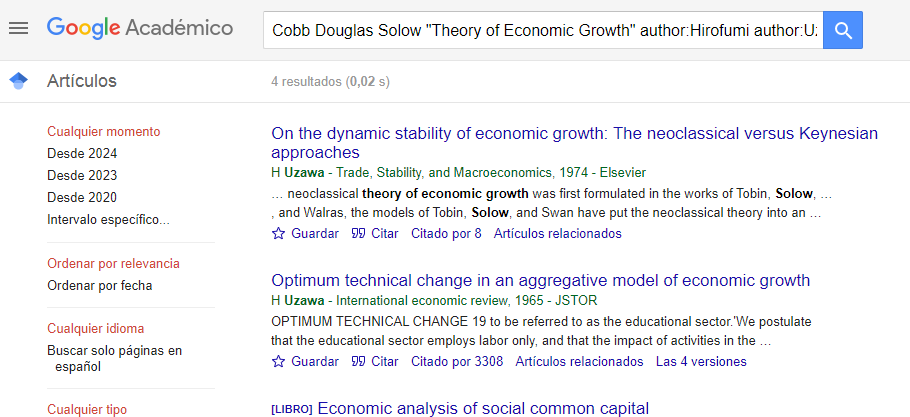 Google Académico
Cobb Douglas Solow "Theory of Economic Growth" author:Hirofumi author:Uz
Artículos
4 resultados (0,02 s)
Cualquier momento
Desde 2024
Desde 2023
Desde 2020
Intervalo específico...
Ordenar por relevancia
Ordenar por fecha
Cualquier idioma
Buscar solo páginas en
español
Cualquier tipo
On the dynamic stability of economic growth: The neoclassical versus Keynesian
approaches
H Uzawa - Trade, Stability, and Macroeconomics, 1974 - Elsevier
... neoclassical theory of economic growth was first formulated in the works of Tobin, Solow, ...
, and Walras, the models of Tobin, Solow, and Swan have put the neoclassical theory into an ...
Guardar Citar Citado por 8 Artículos relacionados
Optimum technical change in an aggregative model of economic growth
H Uzawa - International economic review, 1965 - JSTOR
OPTIMUM TECHNICAL CHANGE 19 to be referred to as the educational sector.'We postulate
that the educational sector employs labor only, and that the impact of activities in the ...
Guardar Citar Citado por 3308 Artículos relacionados Las 4 versiones
[LIBRO] Economic analysis of social common capital